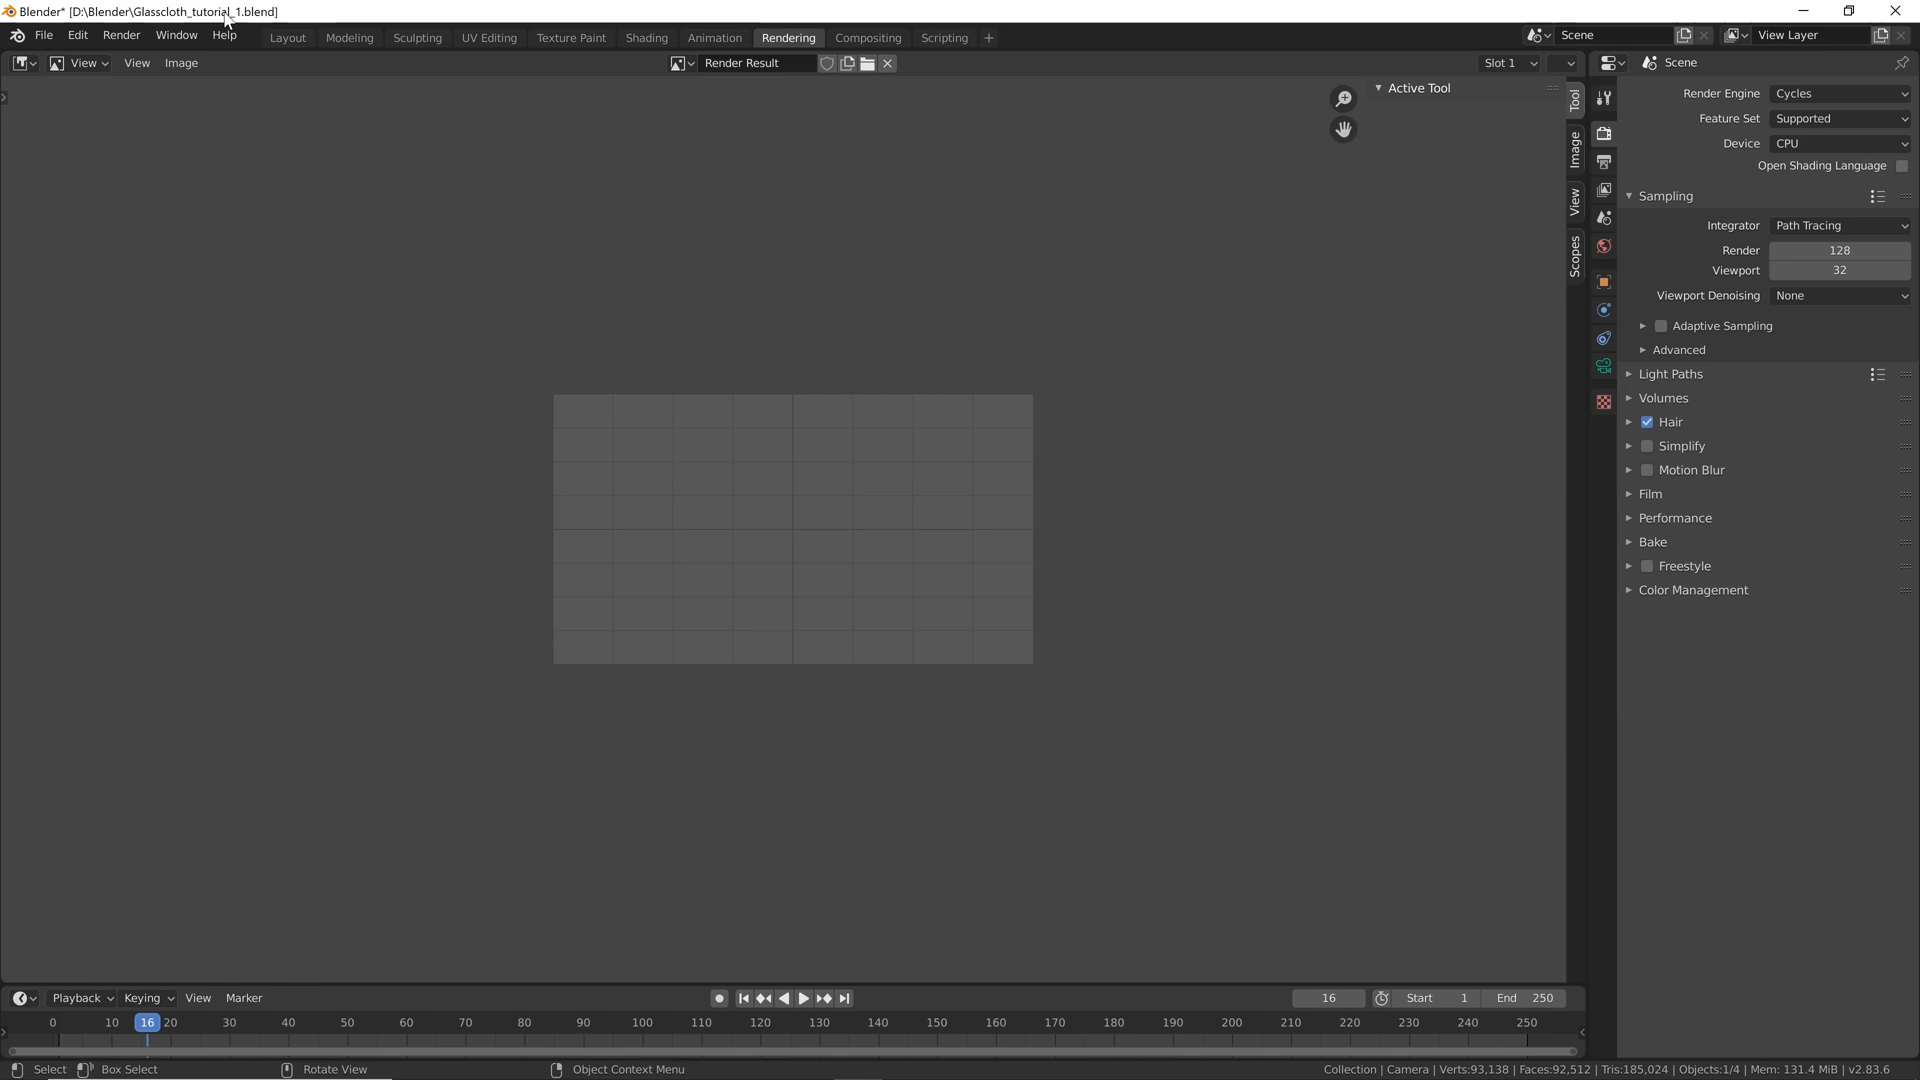 Blender* [D:\Blender\Glasscloth_tutorial_1.blend]
File Edit Render Window Help Layout Modeling Sculpting UV Editing Texture Paint Shading Animation Rendering Compositing Scripting + Scene View Layer
View View Image Render Result Slot 1 Scene
Active Tool
Tool
Image
View
Scopes
Render Engine Cycles
Feature Set Supported
Device CPU
Open Shading Language
Sampling
Integrator Path Tracing
Render 128
Viewport 32
Viewport Denoising None
Adaptive Sampling
Advanced
Light Paths
Volumes
Hair
Simplify
Motion Blur
Film
Performance
Bake
Freestyle
Color Management
Playback Keying View Marker 16 Start 1 End 250
0 10 16 20 30 40 50 60 70 80 90 100 110 120 130 140 150 160 170 180 190 200 210 220 230 240 250
Select Box Select Rotate View Object Context Menu Collection | Camera | Verts:93,138 | Faces:92,512 | Tris:185,024 | Objects:1/4 | Mem: 131.4 MiB | v2.83.6